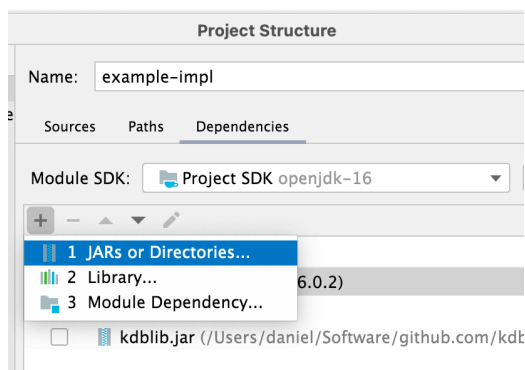 Project Structure
Name: example-impl
Sources Paths Dependencies
Module SDK: Project SDK openjdk-16
1 JARs or Directories...
2 Library...
6.0.2)
3 Module Dependency...
kdblib.jar (/Users/daniel/Software/github.com/kdb